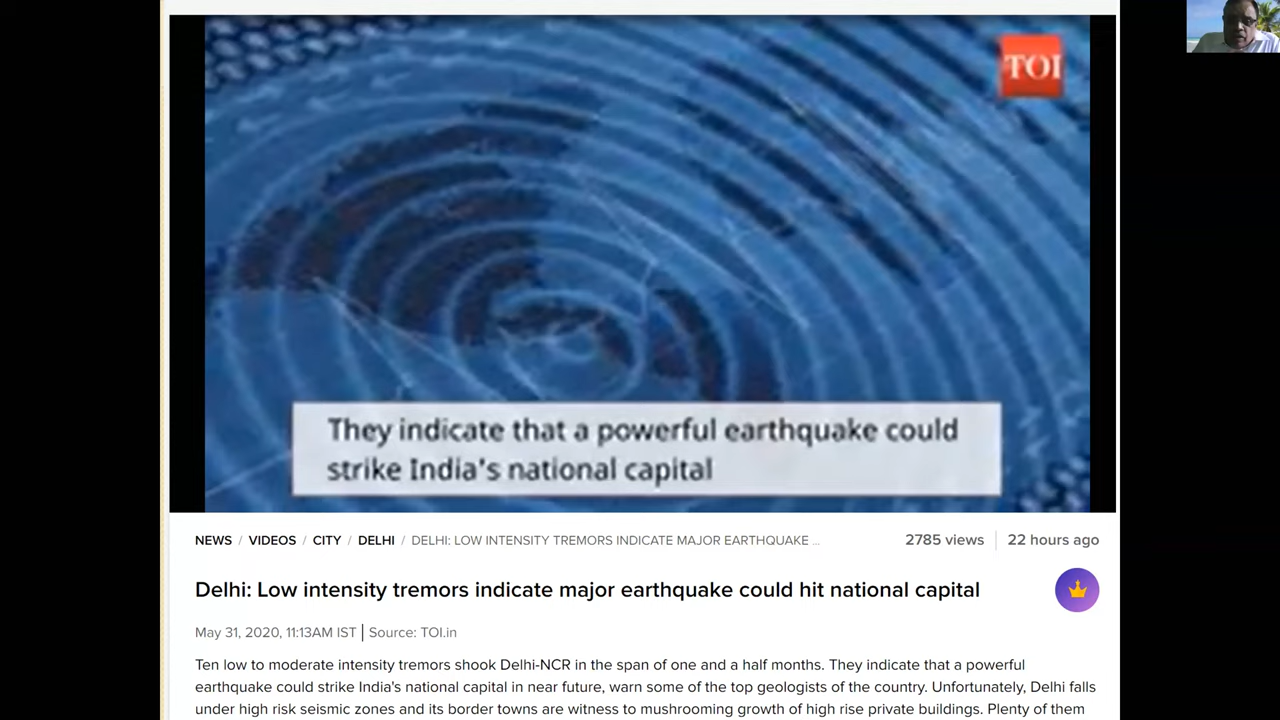 TOI
They indicate that a powerful earthquake could
strike India's national capital
NEWS / VIDEOS / CITY / DELHI / DELHI: LOW INTENSITY TREMORS INDICATE MAJOR EARTHQUAKE ...
2785 views | 22 hours ago
Delhi: Low intensity tremors indicate major earthquake could hit national capital
May 31, 2020, 11:13AM IST | Source: TOI.in
Ten low to moderate intensity tremors shook Delhi-NCR in the span of one and a half months. They indicate that a powerful
earthquake could strike India's national capital in near future, warn some of the top geologists of the country. Unfortunately, Delhi falls
under high risk seismic zones and its border towns are witness to mushrooming growth of high rise private buildings. Plenty of them